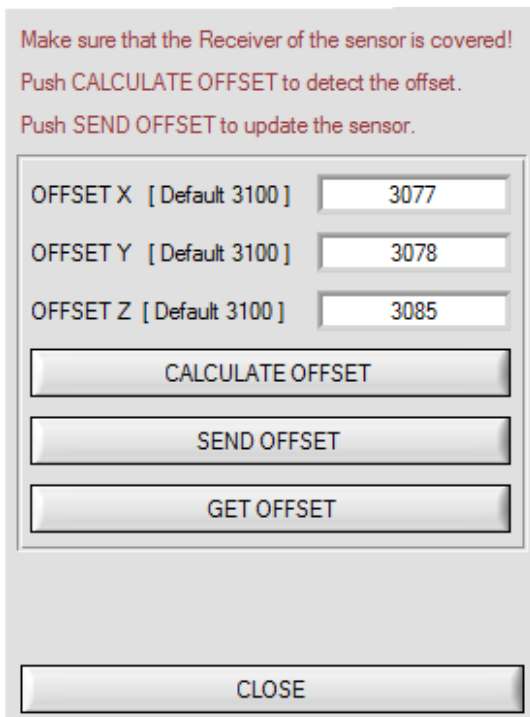 Make sure that the Receiver of the sensor is covered!
Push CALCULATE OFFSET to detect the offset.
Push SEND OFFSET to update the sensor.
OFFSET X [ Default 3100 ] 3077
OFFSET Y [ Default 3100 ] 3078
OFFSET Z [ Default 3100 ] 3085
CALCULATE OFFSET
SEND OFFSET
GET OFFSET
CLOSE